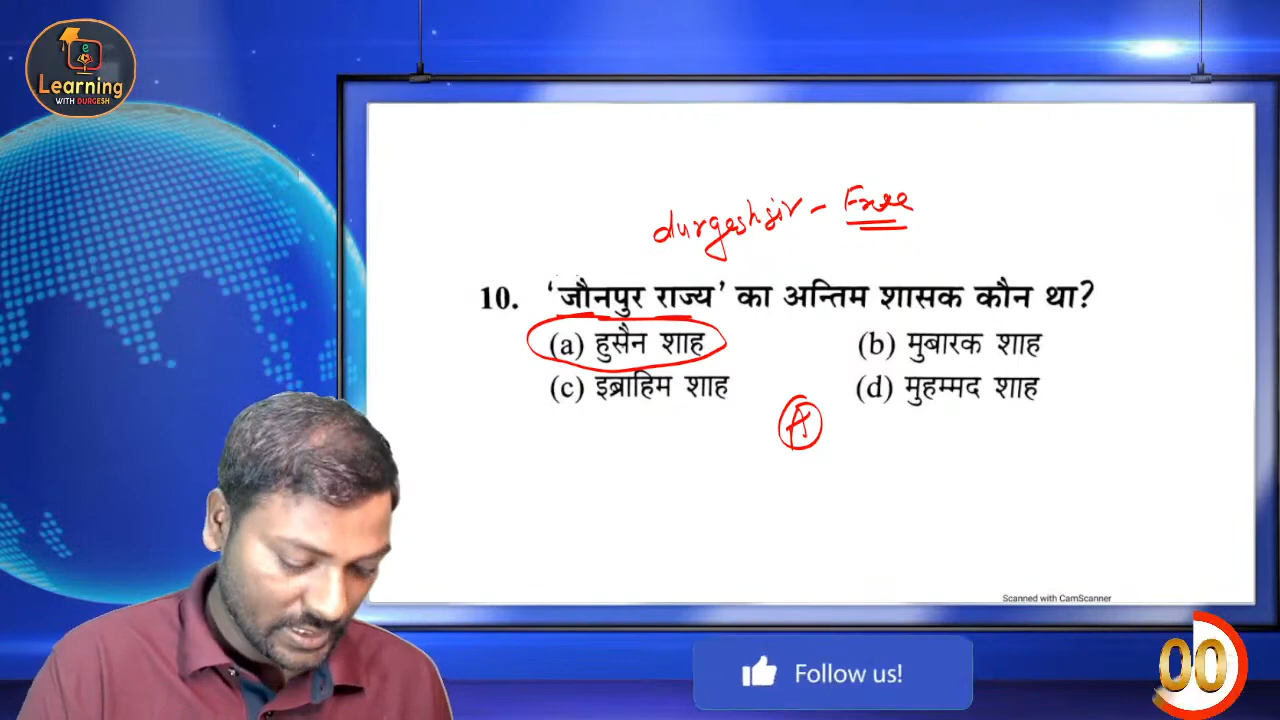 e
Learning
WITH DURGESH
durgeshsir - Free
10. 'जौनपुर राज्य' का अन्तिम शासक कौन था?
(a) हुसैन शाह (b) मुबारक शाह
(c) इब्राहिम शाह (d) मुहम्मद शाह
A
Scanned with CamScanner
Follow us!
00